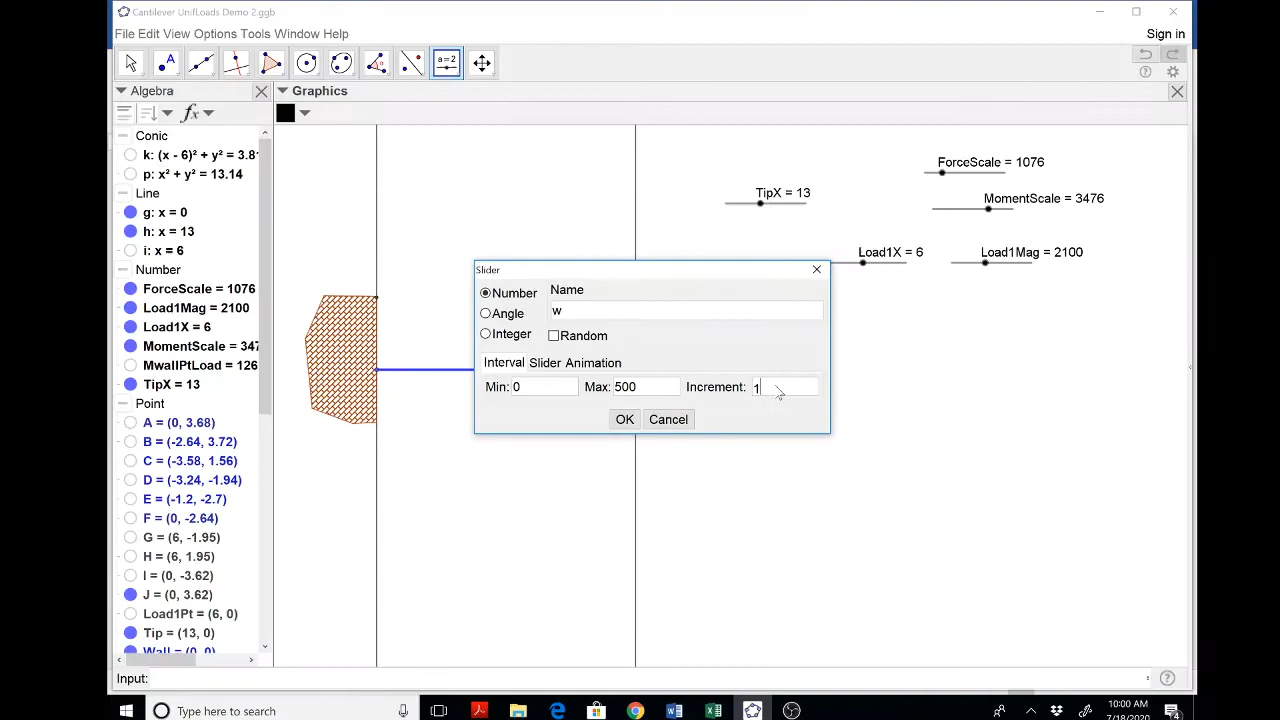 Cantilever UnifLoads Demo 2.ggb
File Edit View Options Tools Window Help
Sign in
A
α
a=2
Algebra
Graphics
fx
Conic
k: (x - 6)² + y² = 3.8
p: x² + y² = 13.14
Line
g: x = 0
h: x = 13
i: x = 6
Number
ForceScale = 1076
Load1Mag = 2100
Load1X = 6
MomentScale = 347
MwallPtLoad = 126
TipX = 13
Point
A = (0, 3.68)
B = (-2.64, 3.72)
C = (-3.58, 1.56)
D = (-3.24, -1.94)
E = (-1.2, -2.7)
F = (0, -2.64)
G = (6, -1.95)
H = (6, 1.95)
I = (0, -3.62)
J = (0, 3.62)
Load1Pt = (6, 0)
Tip = (13, 0)
Wall = (0, 0)
ForceScale = 1076
TipX = 13
MomentScale = 3476
Load1X = 6
Load1Mag = 2100
Slider
Number
Angle
Integer
Name
w
Random
Interval Slider Animation
Min: 0 Max: 500 Increment: 1
OK Cancel
Input:
Type here to search
10:00 AM
7/18/2020
4